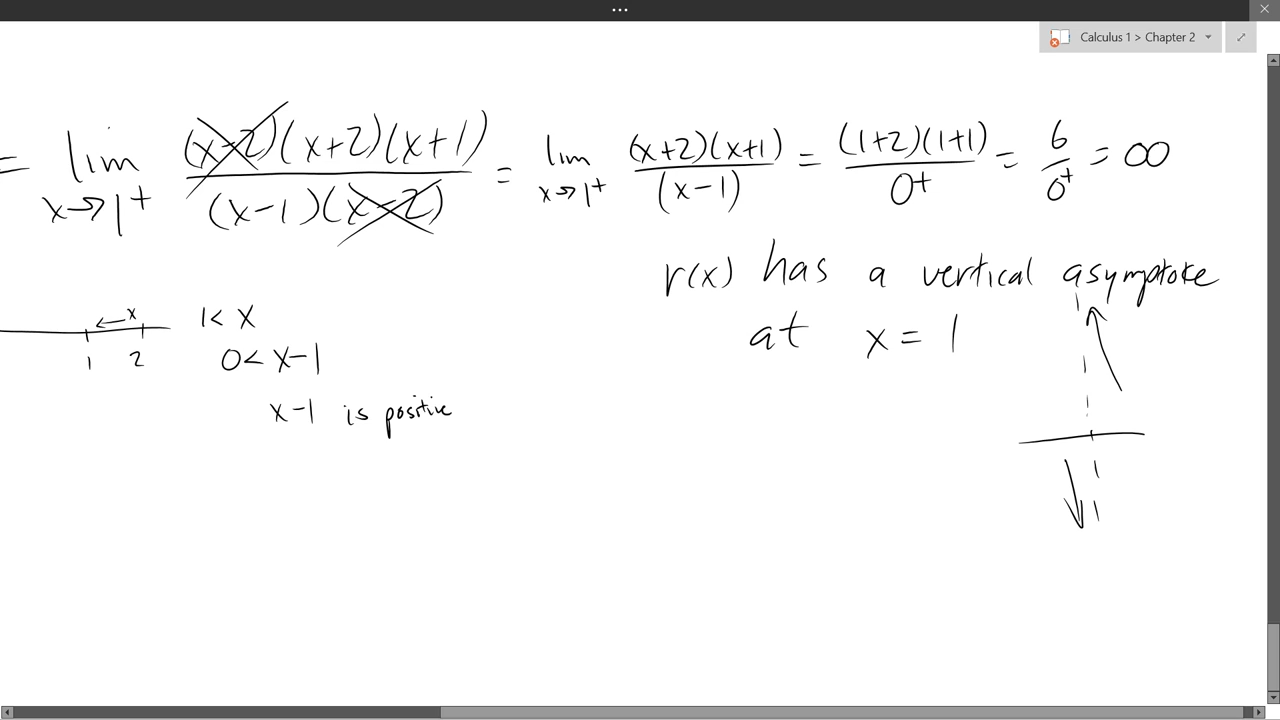 Calculus 1 > Chapter 2
= lim x→1⁺ (x-2)(x+2)(x+1) / (x-1)(x-2) = lim x→1⁺ (x+2)(x+1) / (x-1) = (1+2)(1+1) / 0⁺ = 6 / 0⁺ = ∞
r(x) has a vertical asymptote
at x = 1
x
1 2
1 < x
0 < x-1
x-1 is positive